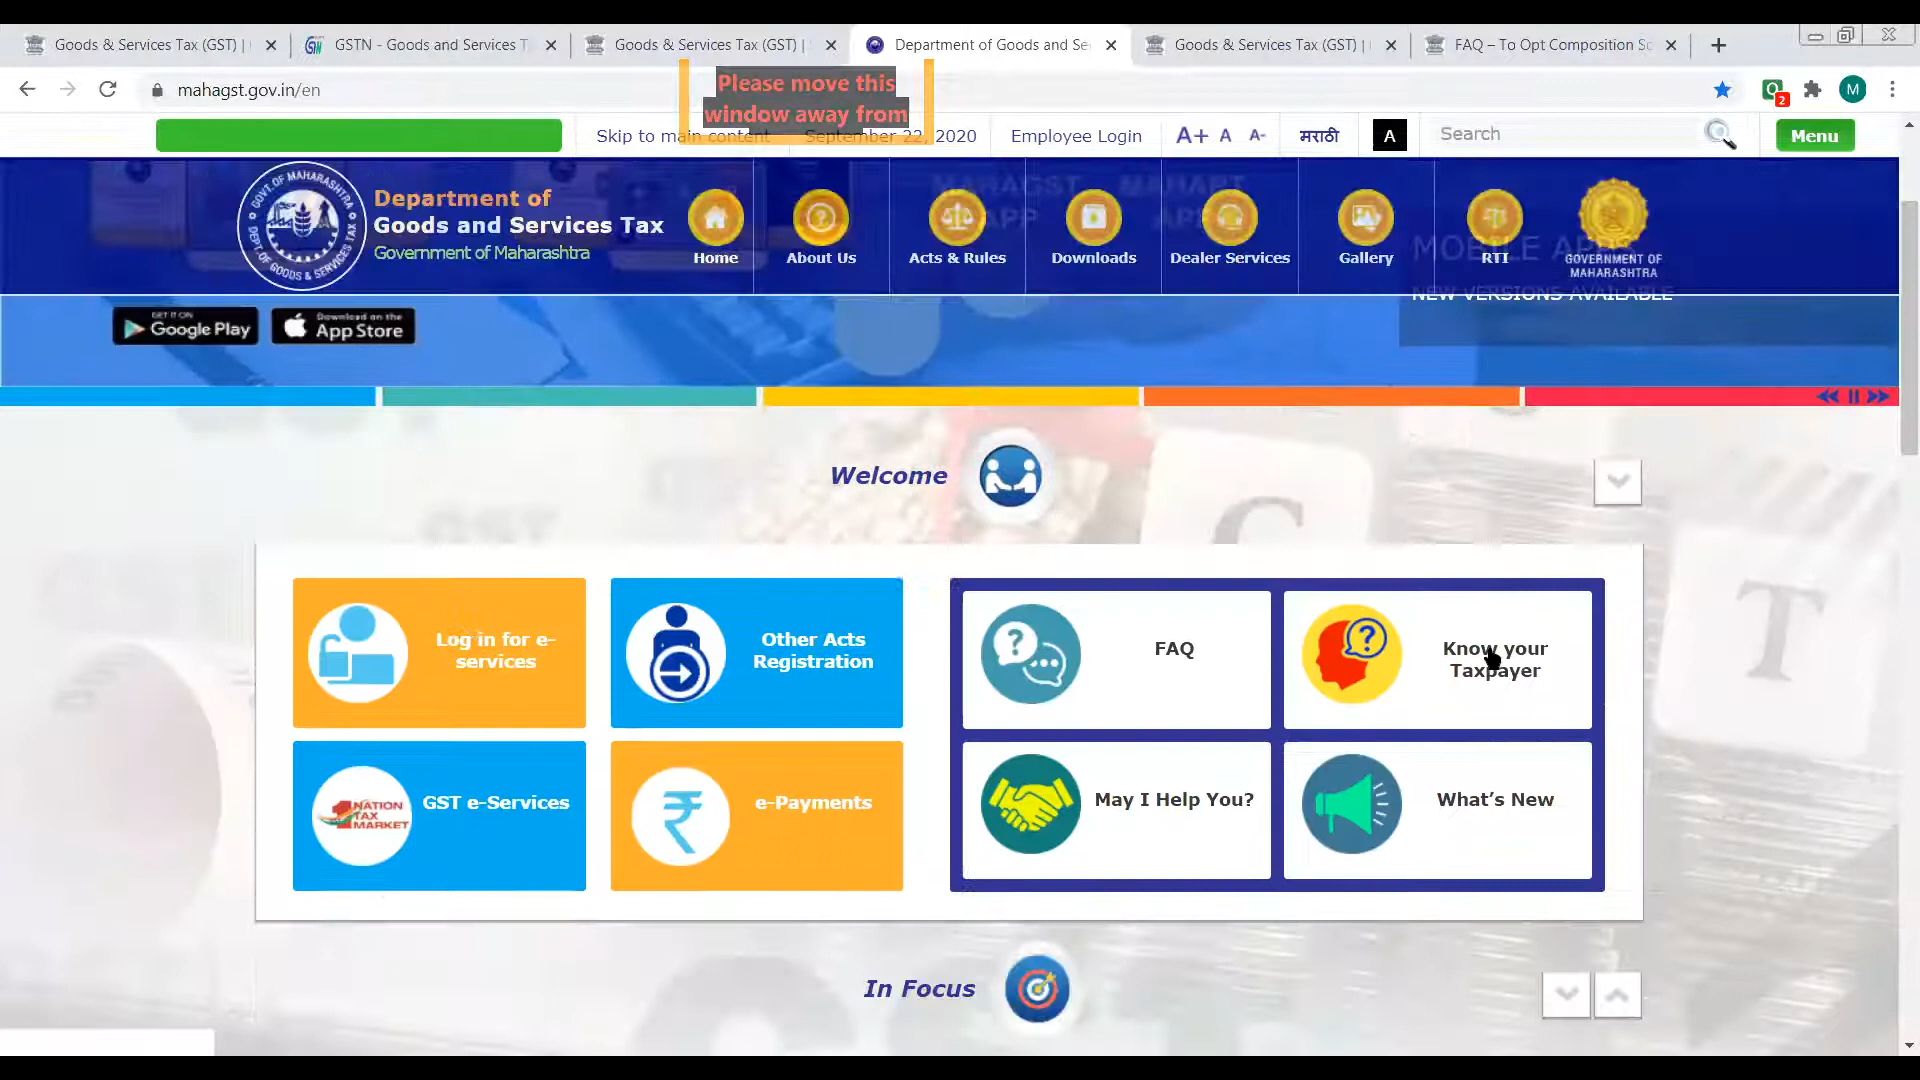 Goods & Services Tax (GST) |
GSTN - Goods and Services T
Goods & Services Tax (GST) |
Department of Goods and Se
Goods & Services Tax (GST) |
FAQ – To Opt Composition Sc
mahagst.gov.in/en
Please move this
window away from
2
M
Skip to main content
September 22, 2020
Employee Login
A+ A A-
मराठी
A
Search
Menu
GOVT. OF MAHARASHTRA
DEPT. OF GOODS & SERVICES TAX
Department of
Goods and Services Tax
Government of Maharashtra
Home
About Us
Acts & Rules
Downloads
Dealer Services
Gallery
RTI
GOVERNMENT OF
MAHARASHTRA
MAHAGST
APP
MOBILE APPS
NEW VERSIONS AVAILABLE
GET IT ON
Google Play
Download on the
App Store
Welcome
Log in for e-
services
Other Acts
Registration
FAQ
Know your
Taxpayer
1 NATION
TAX
MARKET
GST e-Services
e-Payments
May I Help You?
What's New
In Focus